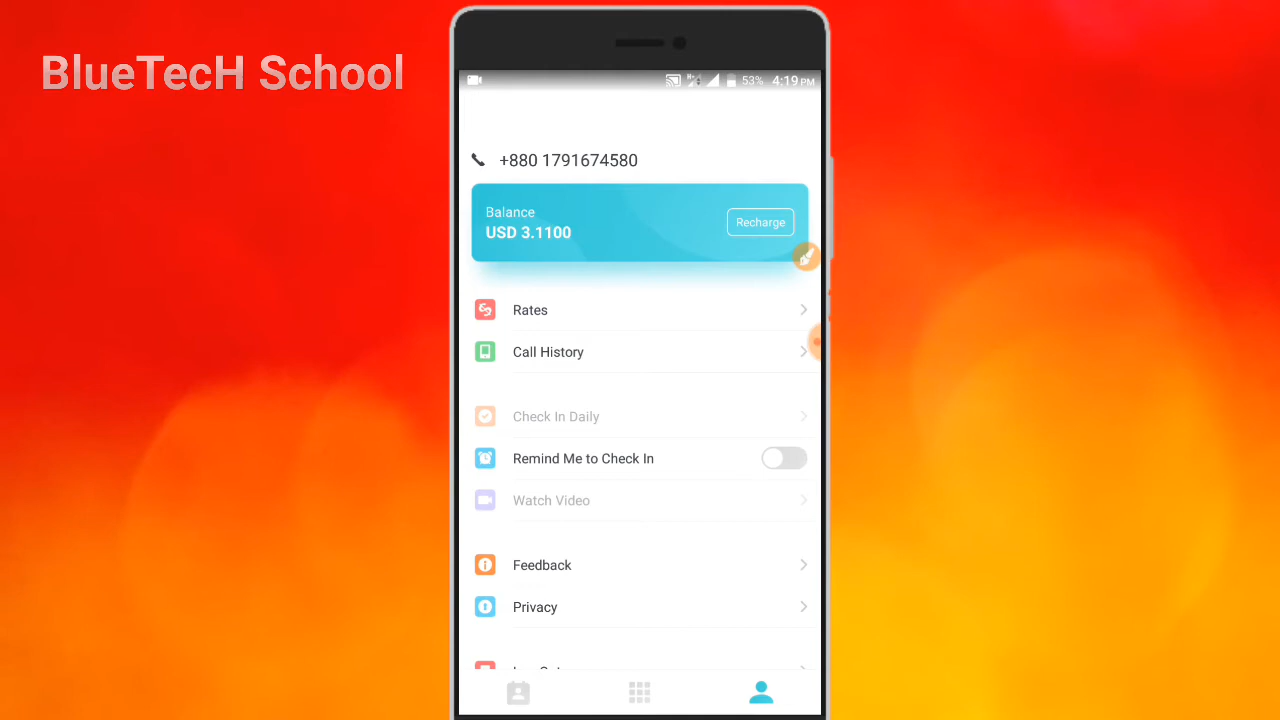 BlueTecH School
53% 4:19 PM
+880 1791674580
Balance
USD 3.1100
Recharge
Rates
Call History
Check In Daily
Remind Me to Check In
Watch Video
Feedback
Privacy